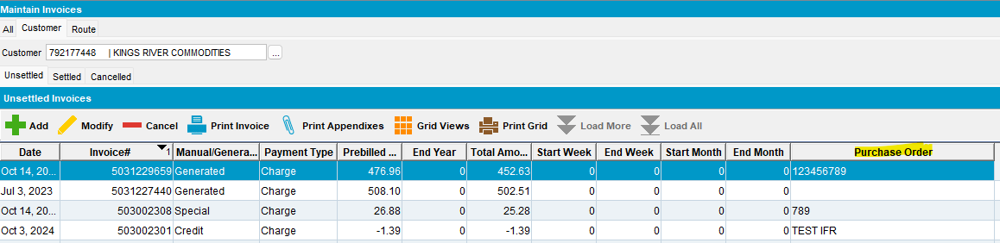 Maintain Invoices
All Customer Route
Customer 792177448 | KINGS RIVER COMMODITIES ...
Unsettled Settled Cancelled
Unsettled Invoices
Add Modify Cancel Print Invoice Print Appendixes Grid Views Print Grid Load More Load All
Date Invoice# 1 Manual/Genera... Payment Type Prebilled ... End Year Total Amo... Start Week End Week Start Month End Month Purchase Order
Oct 14, 20... 5031229659 Generated Charge 476.96 0 452.63 0 0 0 0 123456789
Jul 3, 2023 5031227440 Generated Charge 508.10 0 502.51 0 0 0 0
Oct 14, 20... 503002308 Special Charge 26.88 0 25.28 0 0 0 0 789
Oct 3, 2024 503002301 Credit Charge -1.39 0 -1.39 0 0 0 0 TEST IFR